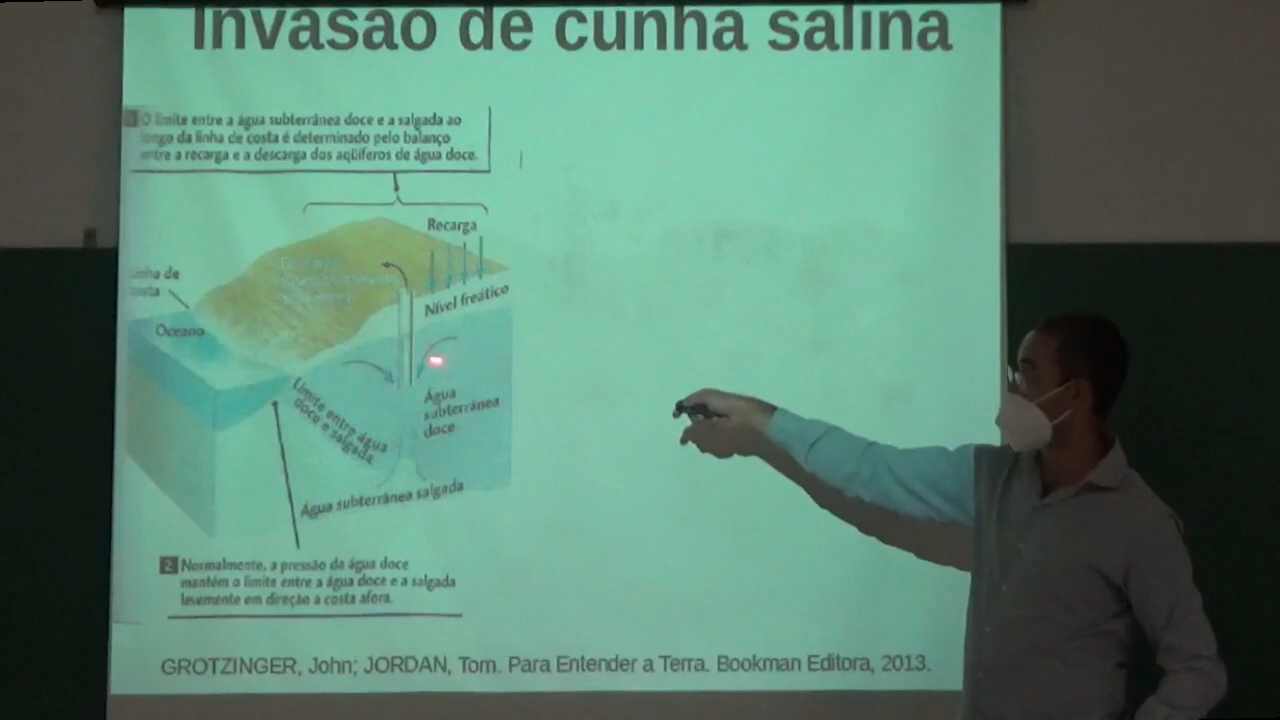 Invasão de cunha salina
1 O limite entre a água subterrânea doce e a salgada ao
longo da linha de costa é determinado pelo balanço
entre a recarga e a descarga dos aqüíferos de água doce.
Recarga
Linha de
costa
Nível freático
Oceano
Limite entre água
doce e salgada
Água
subterrânea
doce
Água subterrânea salgada
2 Normalmente, a pressão da água doce
mantém o limite entre a água doce e a salgada
levemente em direção a costa afora.
GROTZINGER, John; JORDAN, Tom. Para Entender a Terra. Bookman Editora, 2013.